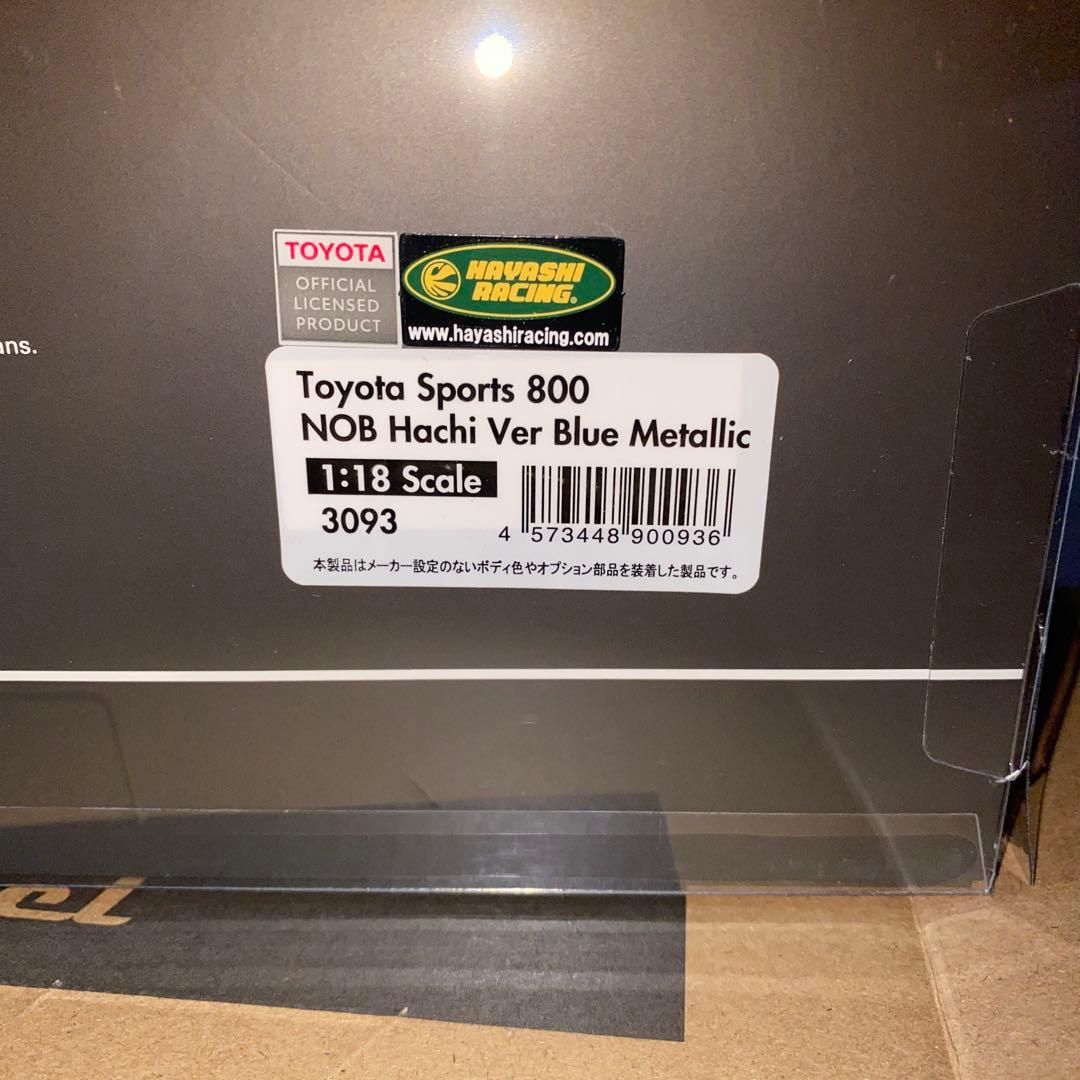 TOYOTA
OFFICIAL
LICENSED
PRODUCT
HAYASHI
RACING®
www.hayashiracing.com
ans.
Toyota Sports 800
NOB Hachi Ver Blue Metallic
1:18 Scale
3093
4 573448 900936
本製品はメーカー設定のないボディ色やオプション部品を装着した製品です。